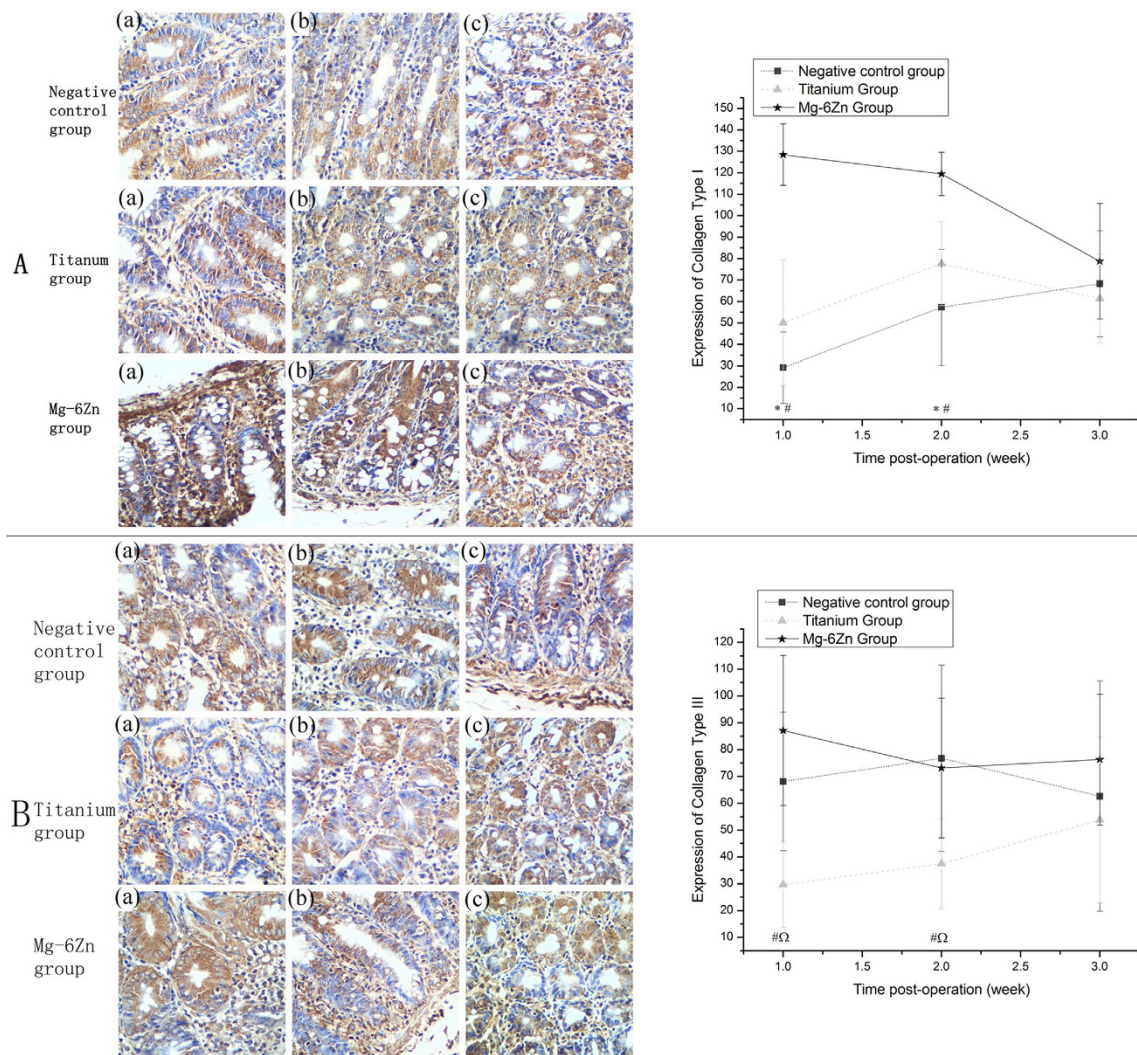 (a) (b) (c)
Negative
control
group
(a) (b) (c)
A
Titanum
group
(a) (b) (c)
Mg-6Zn
group
Negative control group
Titanium Group
Mg-6Zn Group
Expression of Collagen Type I
150
140
130
120
110
100
90
80
70
60
50
40
30
20
10
* # * #
1.0 1.5 2.0 2.5 3.0
Time post-operation (week)
(a) (b) (c)
Negative
control
group
(a) (b) (c)
B
Titanium
group
(a) (b) (c)
Mg-6Zn
group
Negative control group
Titanium Group
Mg-6Zn Group
Expression of Collagen Type III
120
110
100
90
80
70
60
50
40
30
20
10
#Ω #Ω
1.0 1.5 2.0 2.5 3.0
Time post-operation (week)